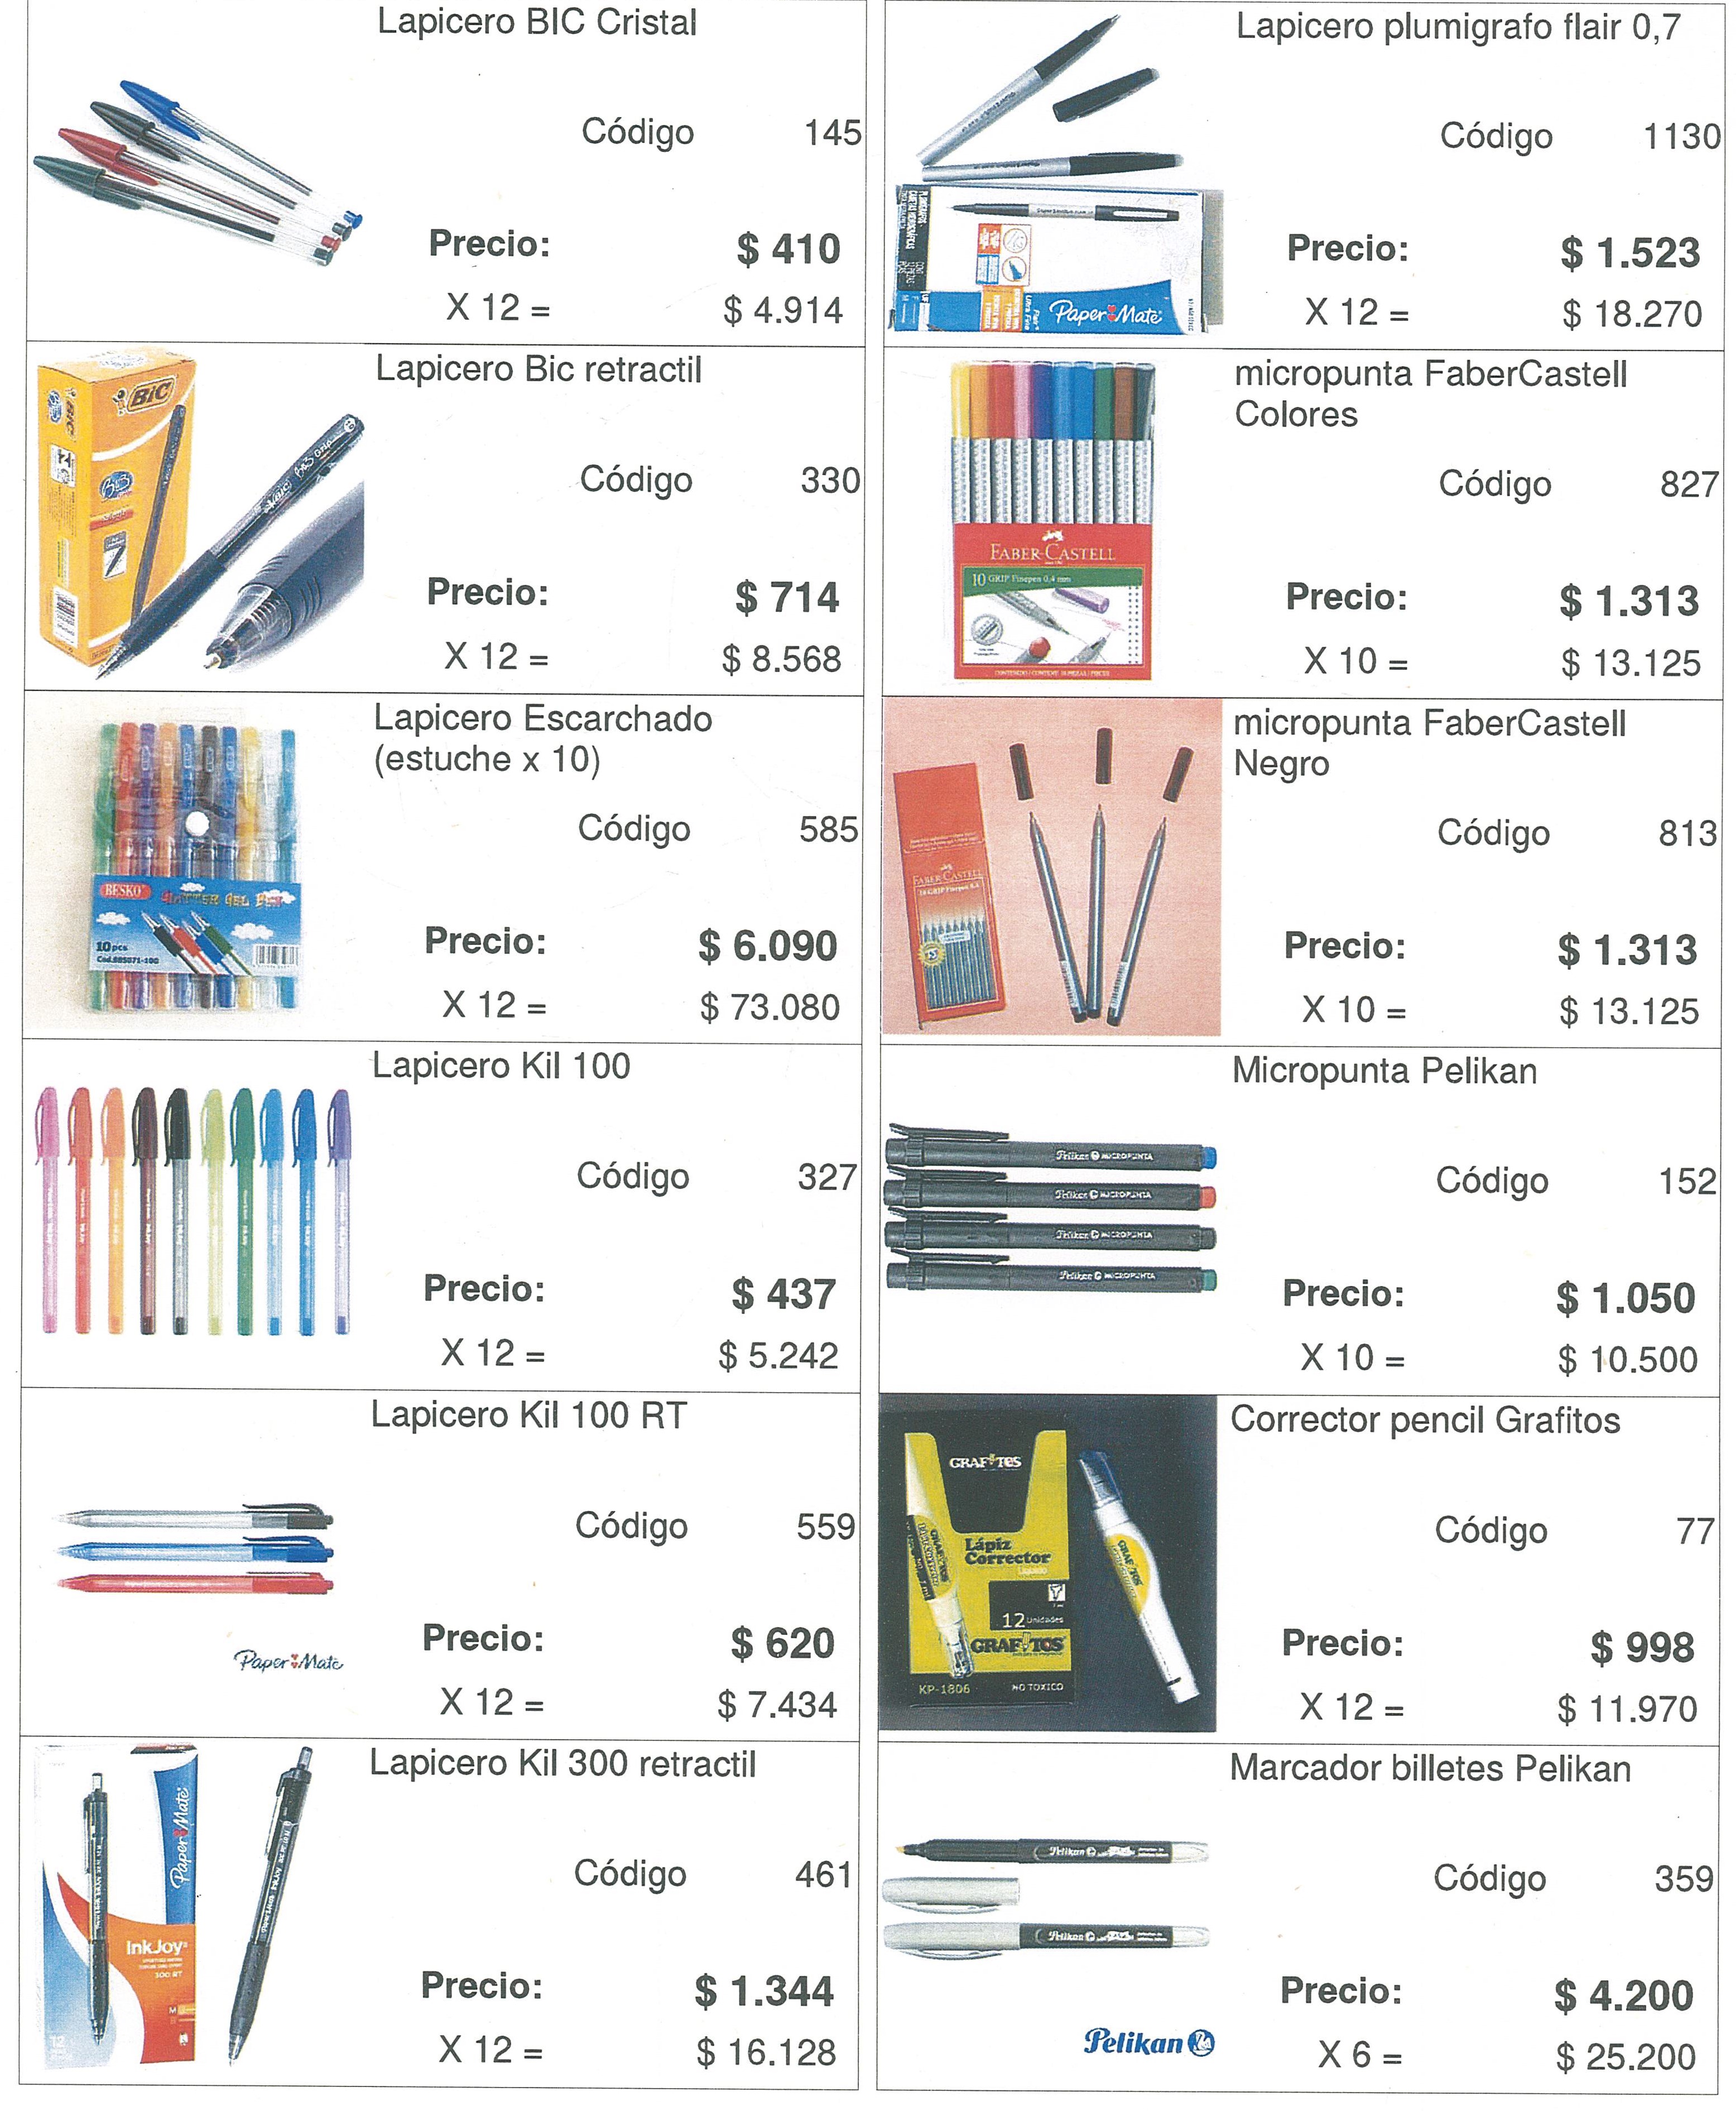 Lapicero BIC Cristal
Código 145
Precio: $ 410
X 12 = $ 4.914
Lapicero Bic retractil
BIC
Código 330
Precio: $ 714
X 12 = $ 8.568
Lapicero Escarchado
(estuche x 10)
Código 585
BESKO GLITTER GEL PEN
10 pcs.
Precio: $ 6.090
X 12 = $ 73.080
Lapicero Kil 100
Código 327
Precio: $ 437
X 12 = $ 5.242
Lapicero Kil 100 RT
Código 559
Precio: $ 620
Paper Mate
X 12 = $ 7.434
Lapicero Kil 300 retractil
Paper Mate
Código 461
InkJoy
300 RT
Precio: $ 1.344
12
X 12 = $ 16.128
Lapicero plumigrafo flair 0,7
Código 1130
Precio: $ 1.523
Paper Mate
X 12 = $ 18.270
micropunta FaberCastell
Colores
Código 827
FABER-CASTELL
10 GRIP Finepen 0,4 mm
Precio: $ 1.313
X 10 = $ 13.125
micropunta FaberCastell
Negro
Código 813
FABER-CASTELL
Precio: $ 1.313
X 10 = $ 13.125
Micropunta Pelikan
Pelikan MICROPUNTA
Pelikan MICROPUNTA
Código 152
Pelikan MICROPUNTA
Pelikan MICROPUNTA
Precio: $ 1.050
X 10 = $ 10.500
Corrector pencil Grafitos
GRAFITOS
Código 77
Lápiz
Corrector
GRAFITOS
12 Unidades
GRAFITOS
Precio: $ 998
KP-1806 NO TOXICO
X 12 = $ 11.970
Marcador billetes Pelikan
Pelikan
Código 359
Pelikan
Precio: $ 4.200
Pelikan
X 6 = $ 25.200